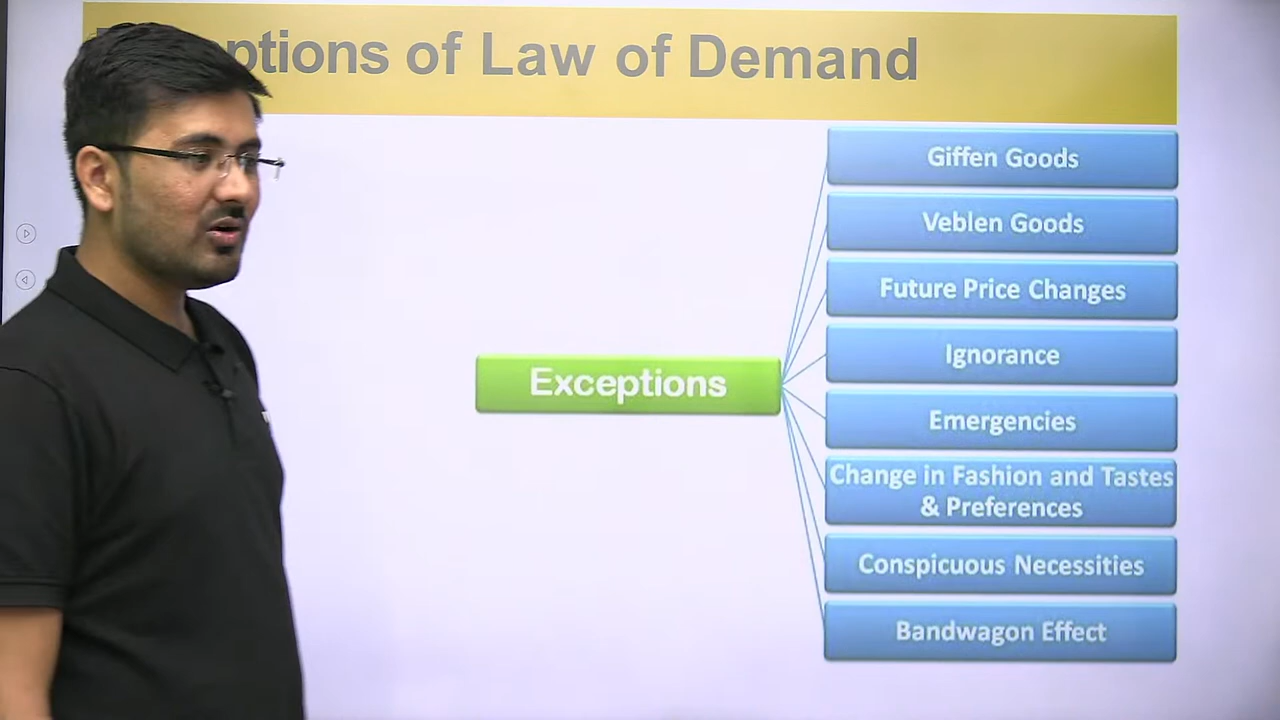 of Law of Demand
Giffen Goods
Veblen Goods
Future Price Changes
Ignorance
Exceptions
Emergencies
Change in Fashion and Tastes
& Preferences
Conspicuous Necessities
Bandwagon Effect